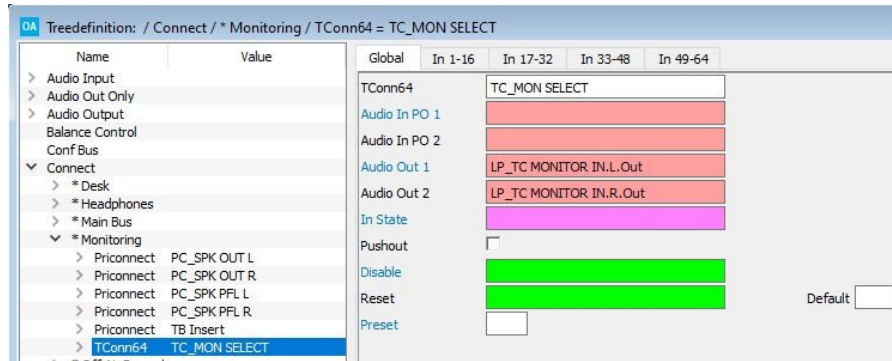 OA Treedefinition: / Connect / * Monitoring / TConn64 = TC_MON SELECT
Name Value
Audio Input
Audio Out Only
Audio Output
Balance Control
Conf Bus
Connect
* Desk
* Headphones
* Main Bus
* Monitoring
Priconnect PC_SPK OUT L
Priconnect PC_SPK OUT R
Priconnect PC_SPK PFL L
Priconnect PC_SPK PFL R
Priconnect TB Insert
TConn64 TC_MON SELECT
Global In 1-16 In 17-32 In 33-48 In 49-64
TConn64 TC_MON SELECT
Audio In PO 1
Audio In PO 2
Audio Out 1 LP_TC MONITOR IN.L.Out
Audio Out 2 LP_TC MONITOR IN.R.Out
In State
Pushout
Disable
Reset Default
Preset